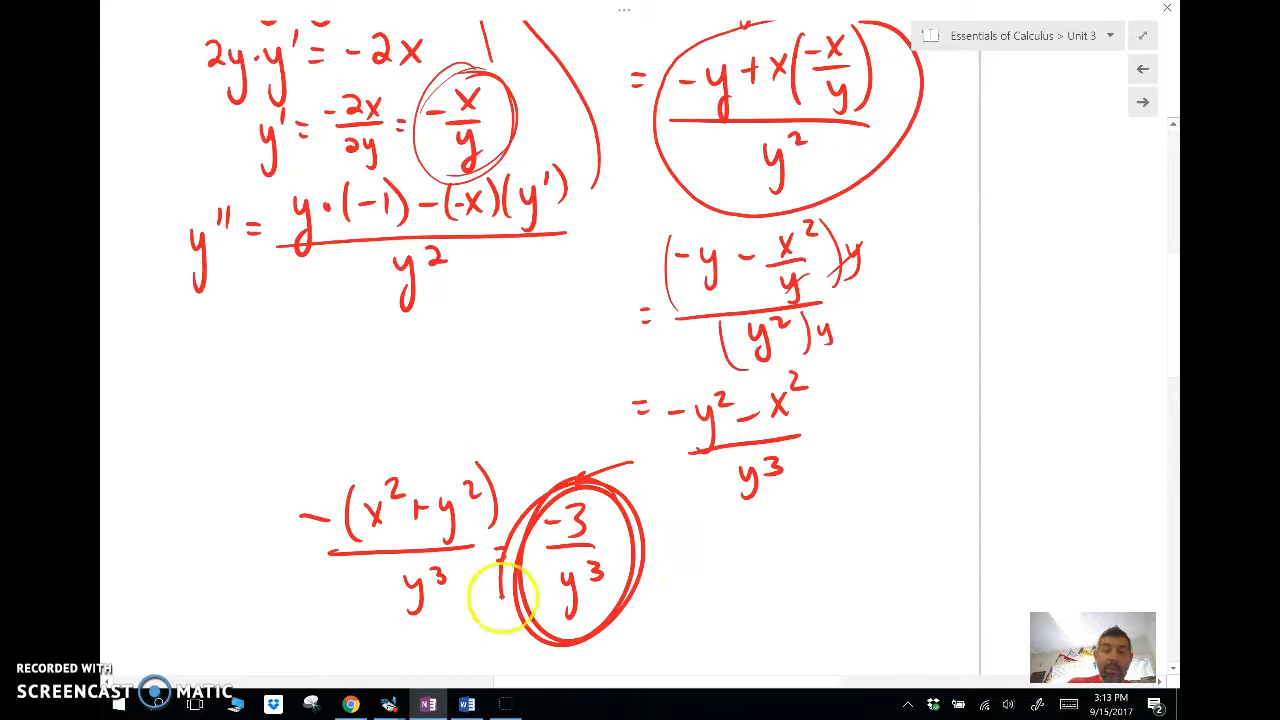 Essentials of Calculus > Unit 3
2y·y' = -2x
y' = -2x/2y = -x/y
y'' = (y·(-1) - (-x)(y'))/y²
= (-y + x(-x/y))/y²
= (-y - x²/y)y/(y²)y
= (-y² - x²)/y³
-(x² + y²)/y³ = -3/y³
RECORDED WITH
SCREENCAST MATIC
3:13 PM
9/15/2017
2